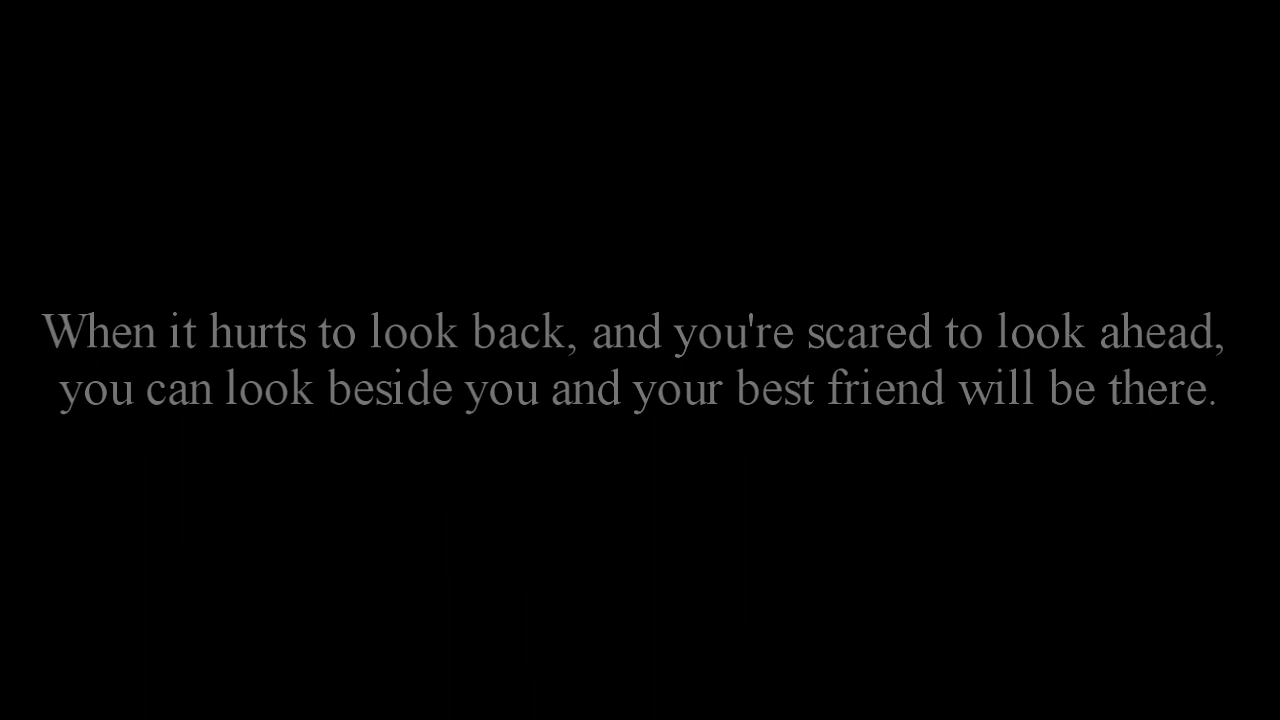 When it hurts to look back, and you're scared to look ahead,
you can look beside you and your best friend will be there.